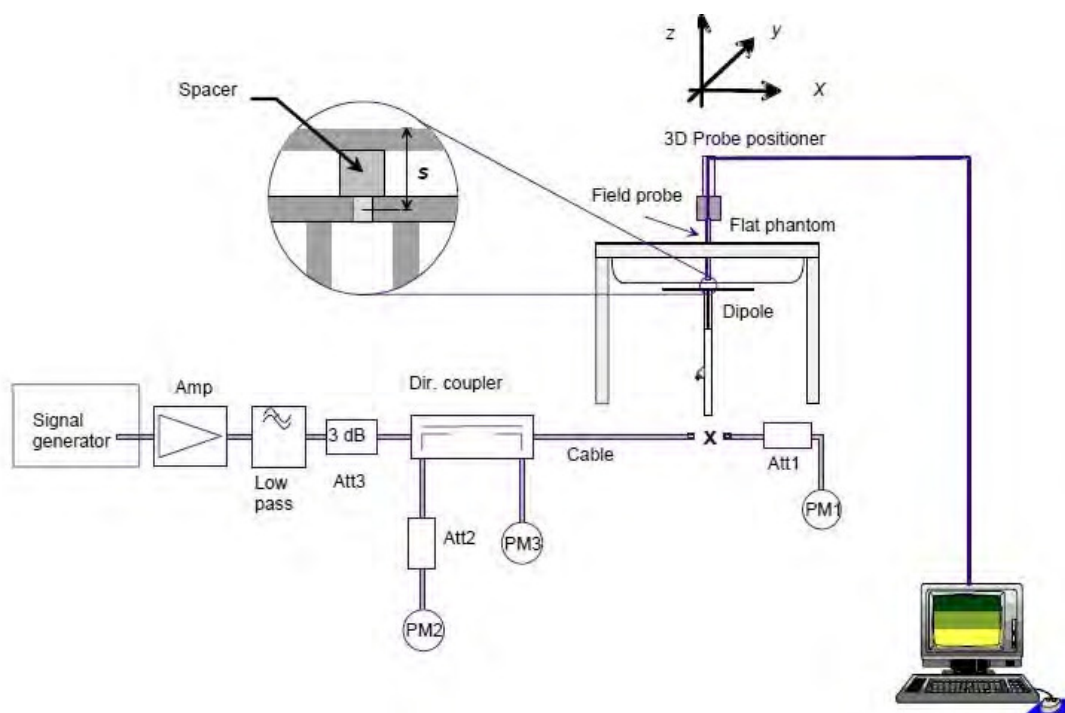 z
y
x
Spacer
s
3D Probe positioner
Field probe
Flat phantom
Dipole
Dir. coupler
Amp
Signal
generator
3 dB
X
Cable
Att1
Low
pass
Att3
PM1
Att2
PM3
PM2